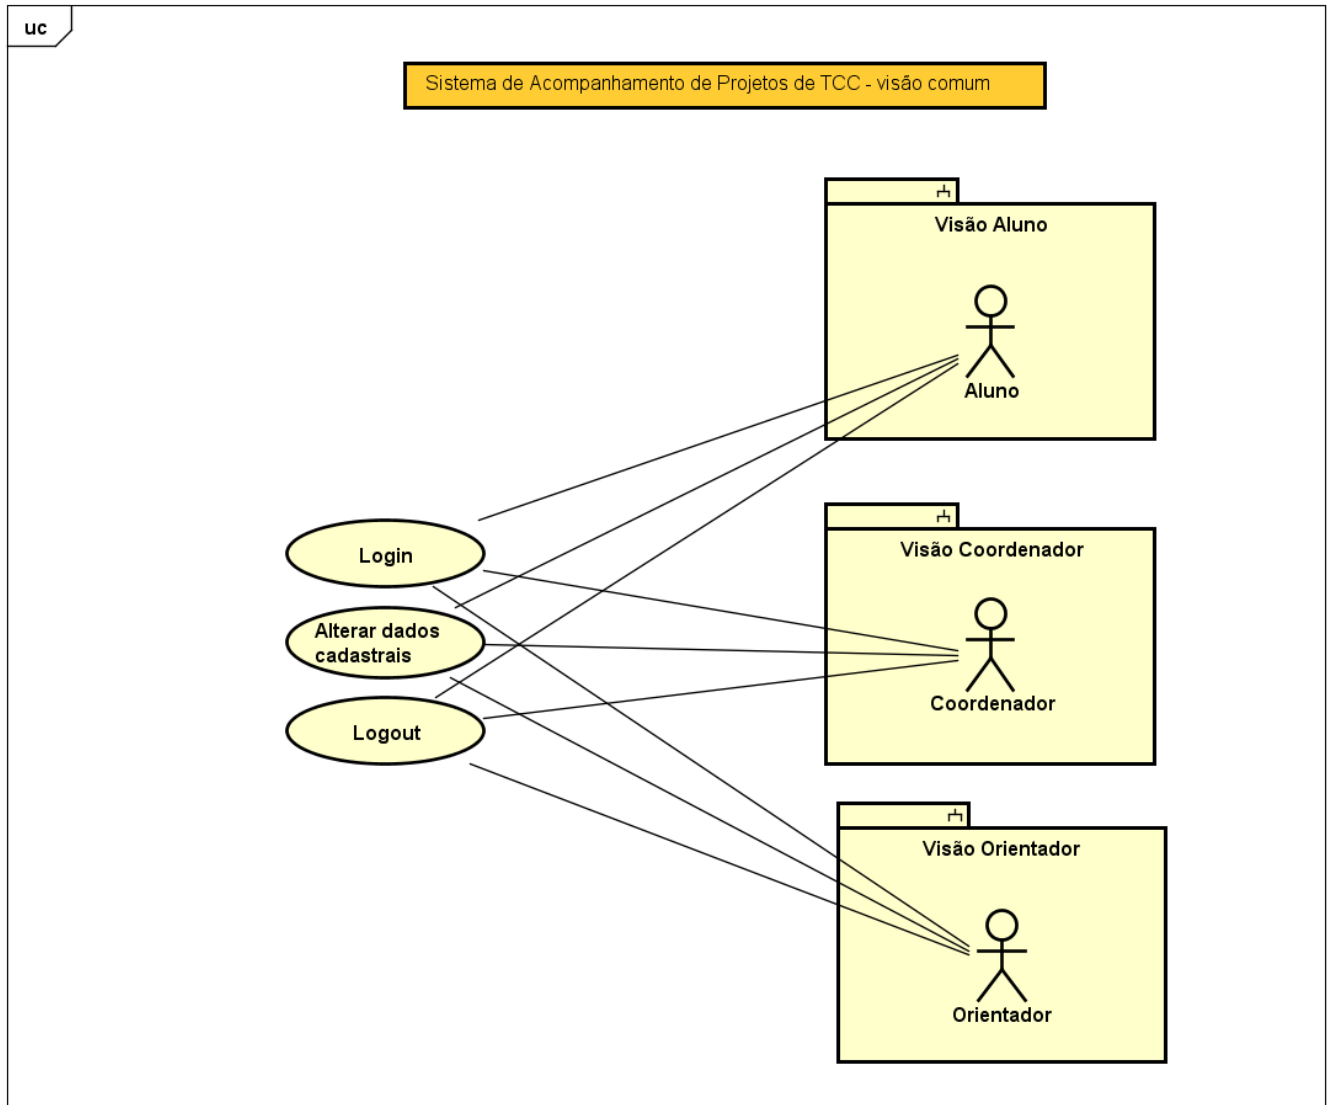 uc
Sistema de Acompanhamento de Projetos de TCC - visão comum
Visão Aluno
Aluno
Login
Alterar dados
cadastrais
Logout
Visão Coordenador
Coordenador
Visão Orientador
Orientador